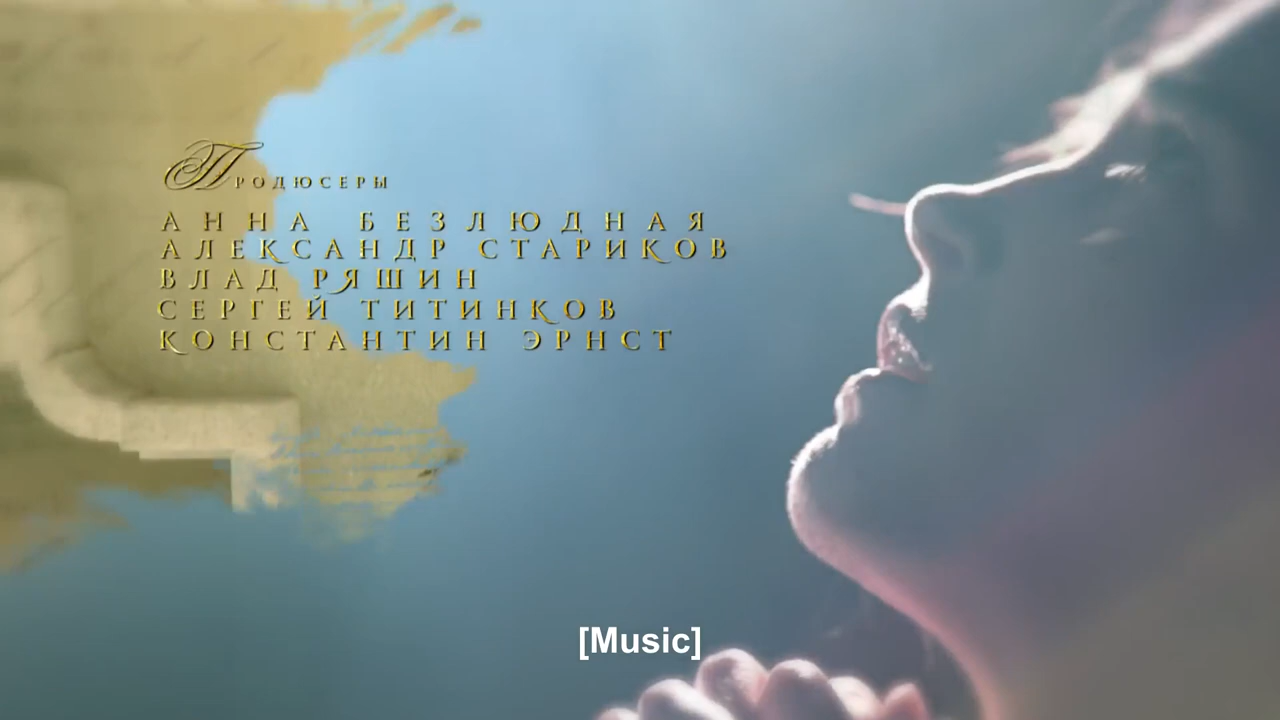 Продюсеры
АННА БЕЗЛЮДНАЯ
АЛЕКСАНДР СТАРИКОВ
ВЛАД РЯШИН
СЕРГЕЙ ТИТИНКОВ
КОНСТАНТИН ЭРНСТ
[Music]